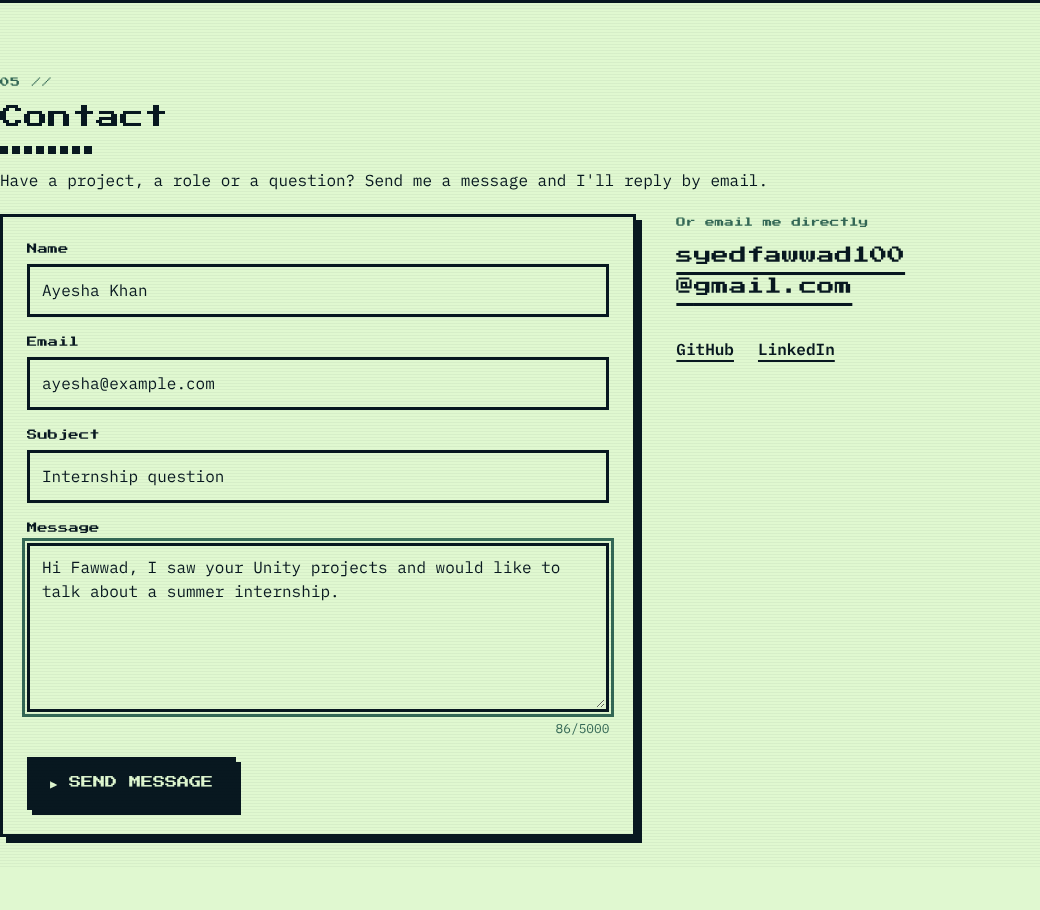 05 //
Contact
Have a project, a role or a question? Send me a message and I'll reply by email.
Name
Ayesha Khan
Email
ayesha@example.com
Subject
Internship question
Message
Hi Fawwad, I saw your Unity projects and would like to
talk about a summer internship.
86/5000
▶ SEND MESSAGE
Or email me directly
syedfawwad100
@gmail.com
GitHub LinkedIn